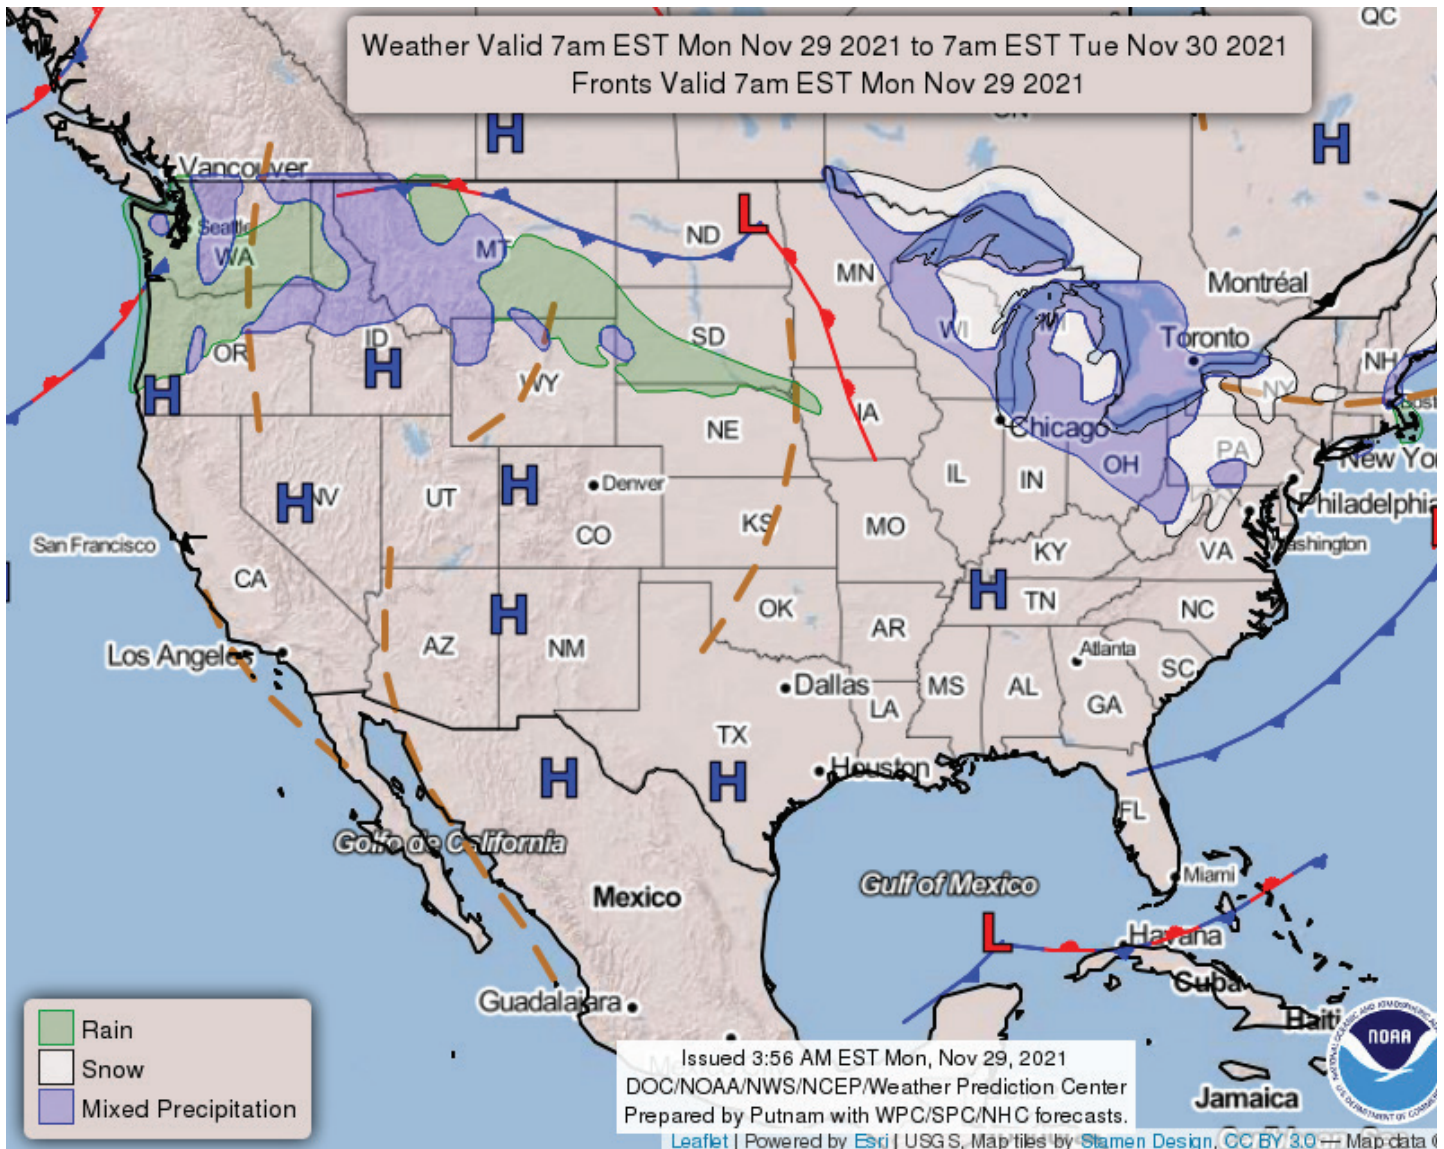 QC
Weather Valid 7am EST Mon Nov 29 2021 to 7am EST Tue Nov 30 2021
Fronts Valid 7am EST Mon Nov 29 2021
ON
H
H
Vancouver
L
Seattle
WA
MT
ND
MN
Montréal
WI
MI
Toronto
OR
ID
SD
NH
H
H
WY
IA
NY
NE
Chicago
PA
OH
New Yo
H
H
NV
UT
Denver
IL
IN
Philadelphia
San Francisco
CO
KS
MO
KY
VA
Washington
CA
H
H
TN
NC
AZ
NM
OK
AR
Los Angeles
Atlanta
SC
Dallas
MS
AL
GA
LA
TX
H
H
Houston
FL
Golfo de California
Mexico
Gulf of Mexico
Miami
L
Havana
Cuba
Guadalajara
Haiti
Rain
Snow
Mixed Precipitation
Issued 3:56 AM EST Mon, Nov 29, 2021
DOC/NOAA/NWS/NCEP/Weather Prediction Center
Prepared by Putnam with WPC/SPC/NHC forecasts.
NOAA
Jamaica
Leaflet | Powered by Esri | USGS, Map tiles by Stamen Design, CC BY 3.0 — Map data ©